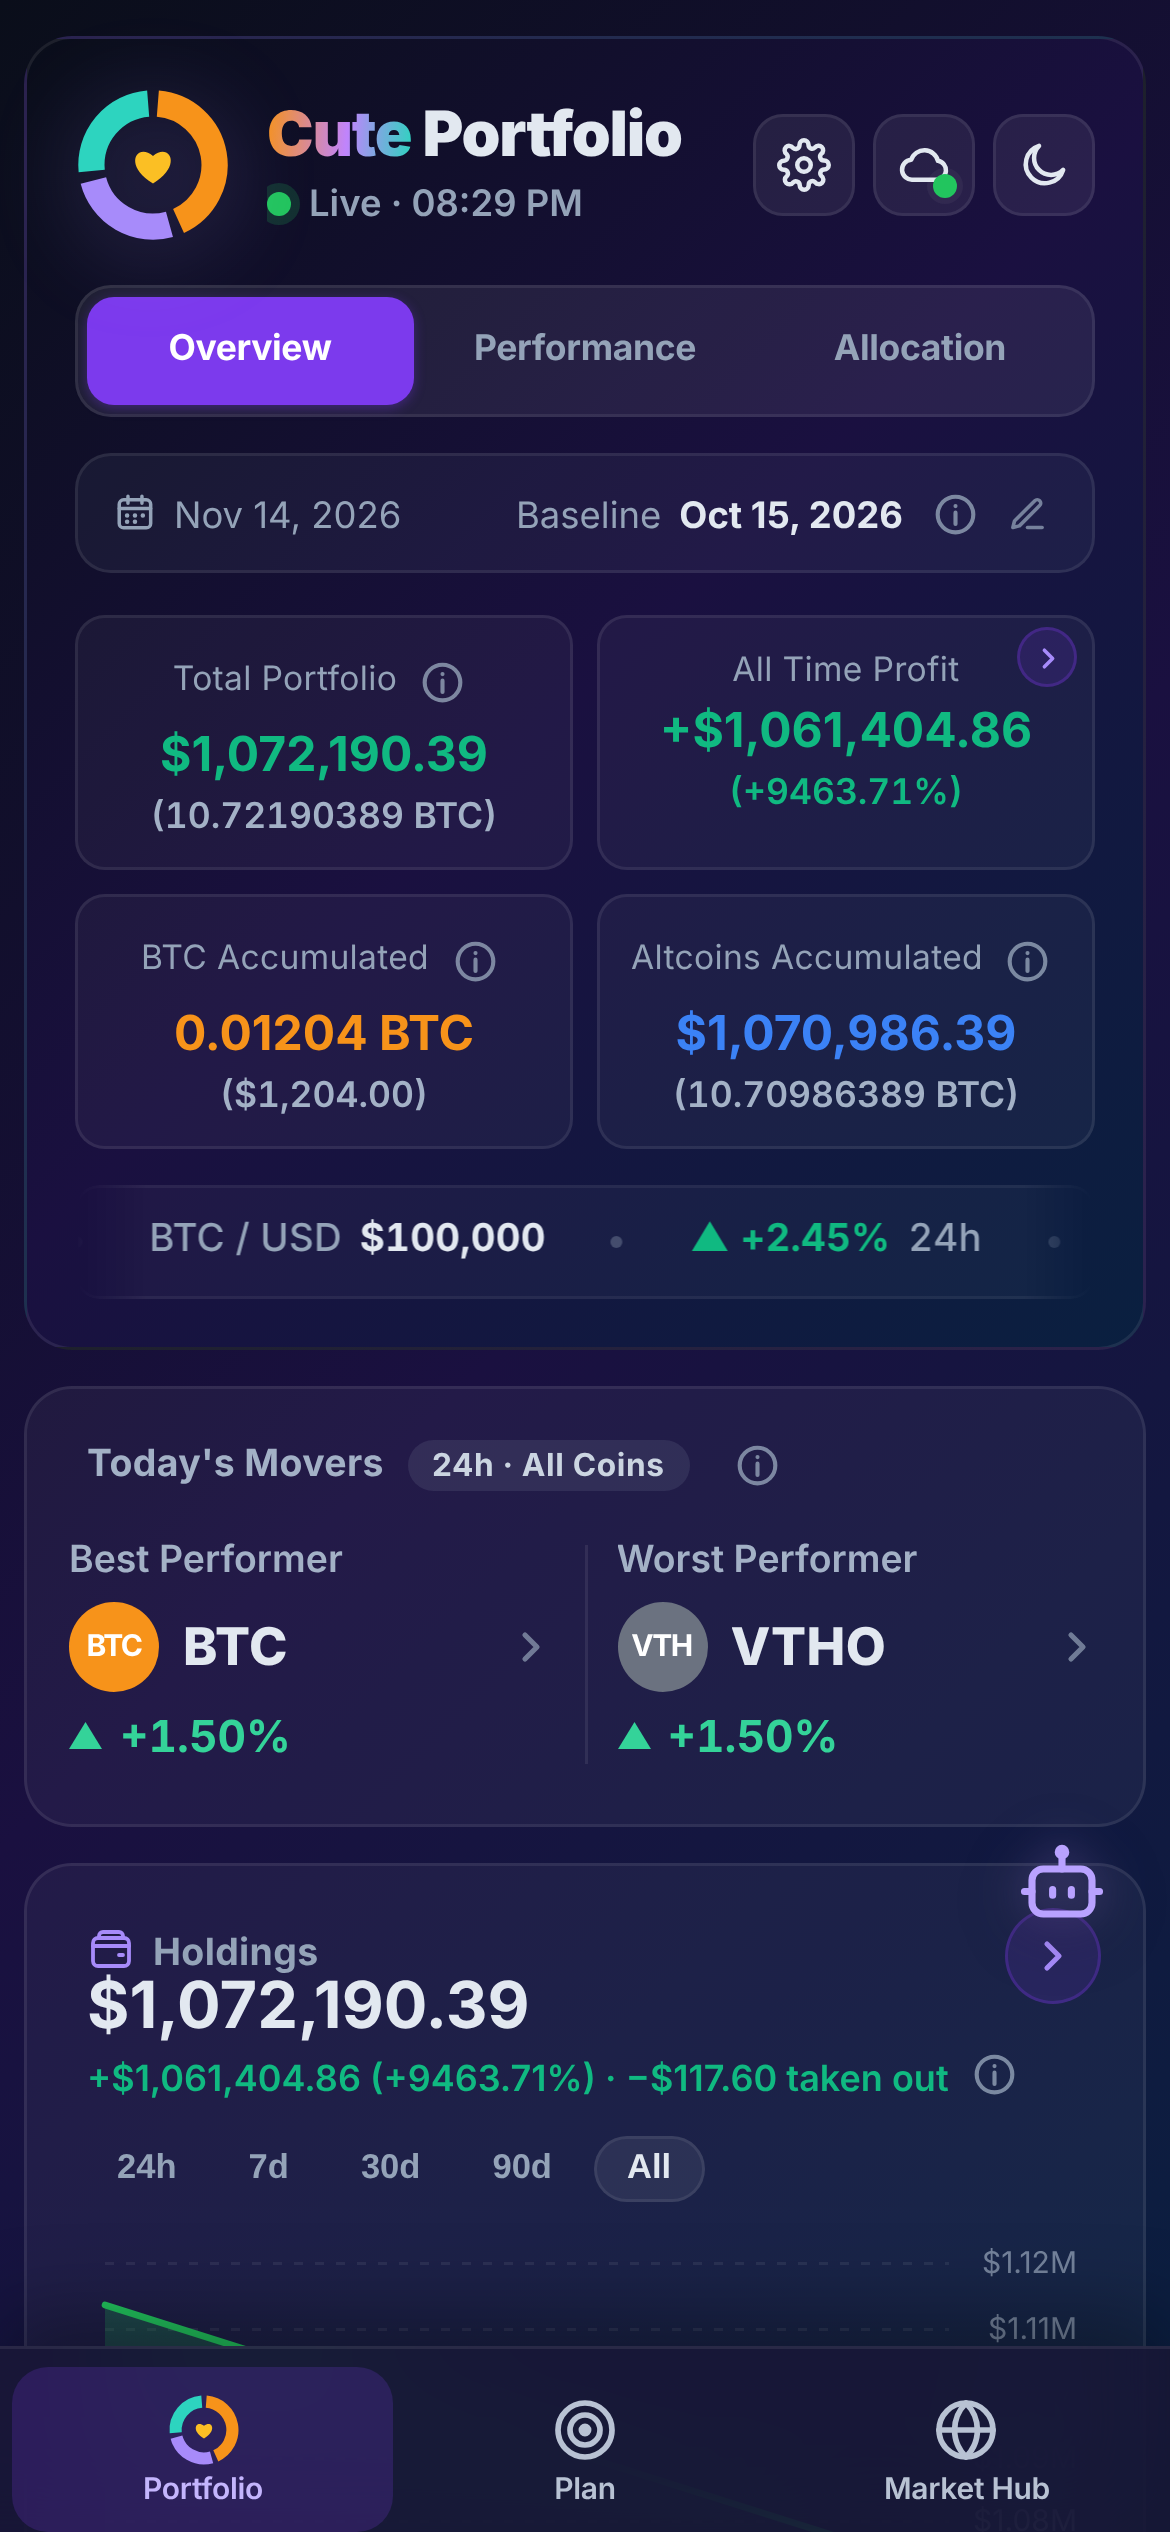 Cute Portfolio
Live · 08:29 PM
Overview
Performance
Allocation
Nov 14, 2026
Baseline Oct 15, 2026
Total Portfolio
$1,072,190.39
(10.72190389 BTC)
All Time Profit
+$1,061,404.86
(+9463.71%)
BTC Accumulated
0.01204 BTC
($1,204.00)
Altcoins Accumulated
$1,070,986.39
(10.70986389 BTC)
BTC / USD $100,000
▲ +2.45% 24h
Today's Movers
24h · All Coins
Best Performer
BTC
BTC
▲ +1.50%
Worst Performer
VTH
VTHO
▲ +1.50%
Holdings
$1,072,190.39
+$1,061,404.86 (+9463.71%) · −$117.60 taken out
24h
7d
30d
90d
All
$1.12M
$1.11M
$1.08M
Portfolio
Plan
Market Hub